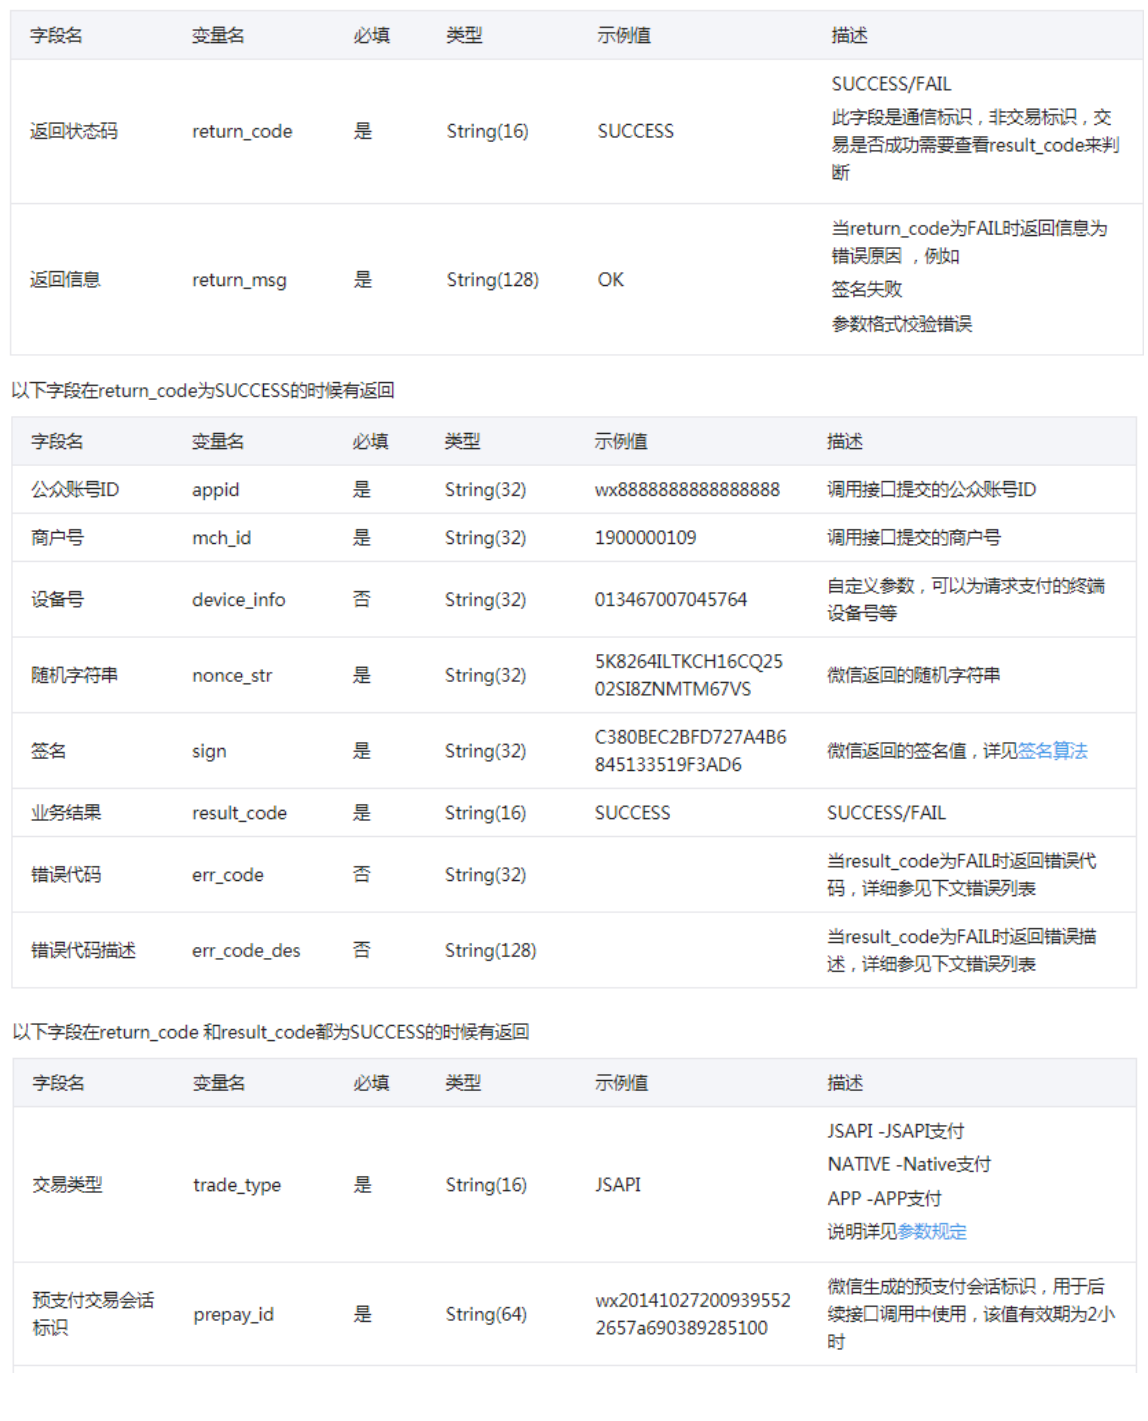 字段名 变量名 必填 类型 示例值 描述
返回状态码 return_code 是 String(16) SUCCESS SUCCESS/FAIL
此字段是通信标识，非交易标识，交
易是否成功需要查看result_code来判
断
返回信息 return_msg 是 String(128) OK 当return_code为FAIL时返回信息为
错误原因 ，例如
签名失败
参数格式校验错误
以下字段在return_code为SUCCESS的时候有返回
字段名 变量名 必填 类型 示例值 描述
公众账号ID appid 是 String(32) wx8888888888888888 调用接口提交的公众账号ID
商户号 mch_id 是 String(32) 1900000109 调用接口提交的商户号
设备号 device_info 否 String(32) 013467007045764 自定义参数，可以为请求支付的终端
设备号等
随机字符串 nonce_str 是 String(32) 5K8264ILTKCH16CQ25
02SI8ZNMTM67VS 微信返回的随机字符串
签名 sign 是 String(32) C380BEC2BFD727A4B6
845133519F3AD6 微信返回的签名值，详见签名算法
业务结果 result_code 是 String(16) SUCCESS SUCCESS/FAIL
错误代码 err_code 否 String(32) 当result_code为FAIL时返回错误代
码，详细参见下文错误列表
错误代码描述 err_code_des 否 String(128) 当result_code为FAIL时返回错误描
述，详细参见下文错误列表
以下字段在return_code 和result_code都为SUCCESS的时候有返回
字段名 变量名 必填 类型 示例值 描述
交易类型 trade_type 是 String(16) JSAPI JSAPI -JSAPI支付
NATIVE -Native支付
APP -APP支付
说明详见参数规定
预支付交易会话
标识 prepay_id 是 String(64) wx20141027200939552
2657a690389285100 微信生成的预支付会话标识，用于后
续接口调用中使用，该值有效期为2小
时